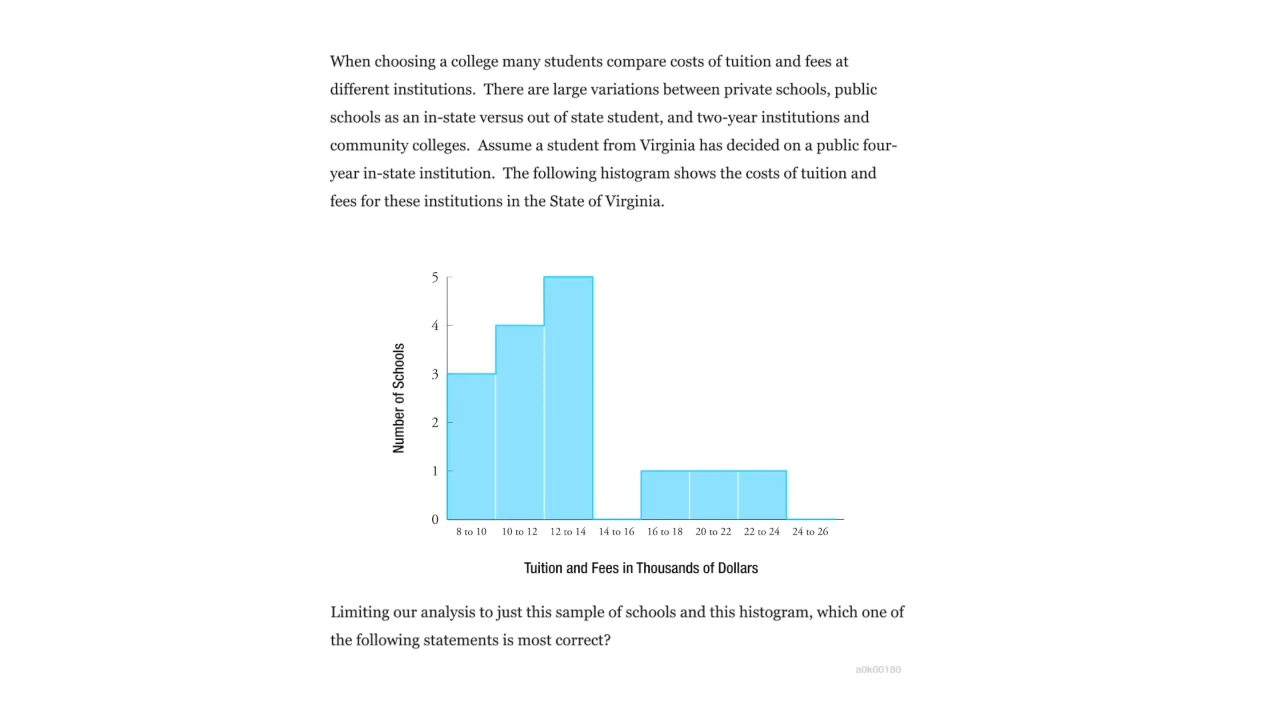 When choosing a college many students compare costs of tuition and fees at
different institutions.  There are large variations between private schools, public
schools as an in-state versus out of state student, and two-year institutions and
community colleges.  Assume a student from Virginia has decided on a public four-
year in-state institution.  The following histogram shows the costs of tuition and
fees for these institutions in the State of Virginia.
Number of Schools
5
4
3
2
1
0
8 to 10 10 to 12 12 to 14 14 to 16 16 to 18 20 to 22 22 to 24 24 to 26
Tuition and Fees in Thousands of Dollars
Limiting our analysis to just this sample of schools and this histogram, which one of
the following statements is most correct?
a0k00180